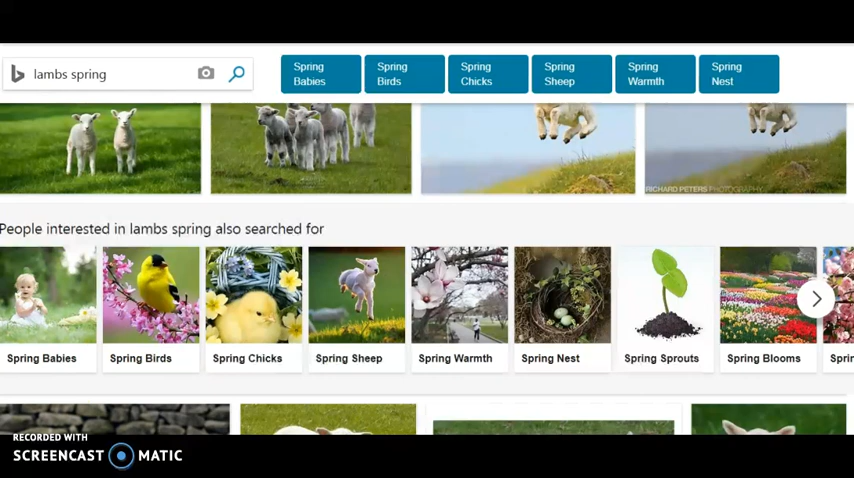 lambs spring
Spring
Babies
Spring
Birds
Spring
Chicks
Spring
Sheep
Spring
Warmth
Spring
Nest
RICHARD PETERS PHOTOGRAPHY
People interested in lambs spring also searched for
Spring Babies
Spring Birds
Spring Chicks
Spring Sheep
Spring Warmth
Spring Nest
Spring Sprouts
Spring Blooms
RECORDED WITH
SCREENCAST MATIC